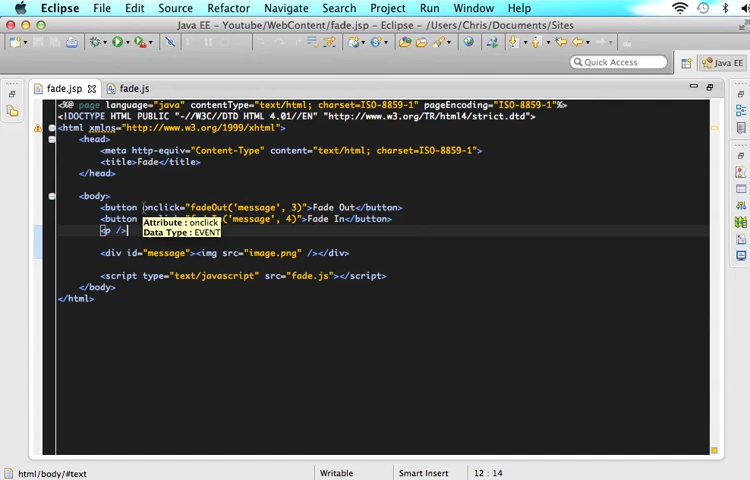 Eclipse File Edit Source Refactor Navigate Search Project Run Window Help
Java EE - Youtube/WebContent/fade.jsp - Eclipse - /Users/Chris/Documents/Sites
Quick Access
Java EE
fade.jsp
fade.js
<%@ page language="java" contentType="text/html; charset=ISO-8859-1" pageEncoding="ISO-8859-1"%>
<!DOCTYPE HTML PUBLIC "-//W3C//DTD HTML 4.01//EN" "http://www.w3.org/TR/html4/strict.dtd">
<html xmlns="http://www.w3.org/1999/xhtml">
<head>
<meta http-equiv="Content-Type" content="text/html; charset=ISO-8859-1">
<title>Fade</title>
</head>
<body>
<button onclick="fadeOut('message', 3)">Fade Out</button>
<button 'message', 4)">Fade In</button>
Attribute : onclick
Data Type : EVENT
<p />
<div id="message"><img src="image.png" /></div>
<script type="text/javascript" src="fade.js"></script>
</body>
</html>
html/body/#text
Writable
Smart Insert
12 : 14